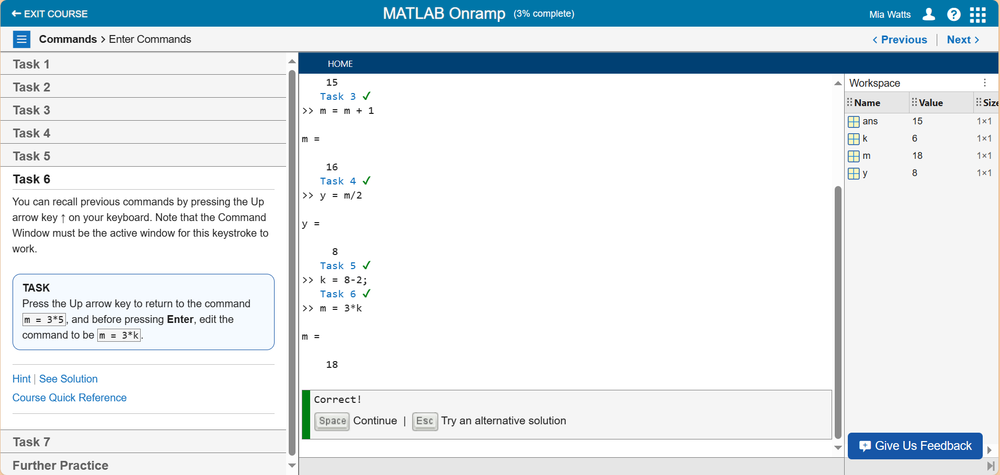 EXIT COURSE
MATLAB Onramp (3% complete)
Mia Watts
Commands > Enter Commands
< Previous | Next >
Task 1
Task 2
Task 3
Task 4
Task 5
Task 6
You can recall previous commands by pressing the Up
arrow key ↑ on your keyboard. Note that the Command
Window must be the active window for this keystroke to
work.
TASK
Press the Up arrow key to return to the command
m = 3*5, and before pressing Enter, edit the
command to be m = 3*k.
Hint | See Solution
Course Quick Reference
Task 7
Further Practice
HOME
15
Task 3 ✓
>> m = m + 1
m =
16
Task 4 ✓
>> y = m/2
y =
8
Task 5 ✓
>> k = 8-2;
Task 6 ✓
>> m = 3*k
m =
18
Correct!
Space Continue | Esc Try an alternative solution
Workspace
Name Value Size
ans 15 1×1
k 6 1×1
m 18 1×1
y 8 1×1
Give Us Feedback